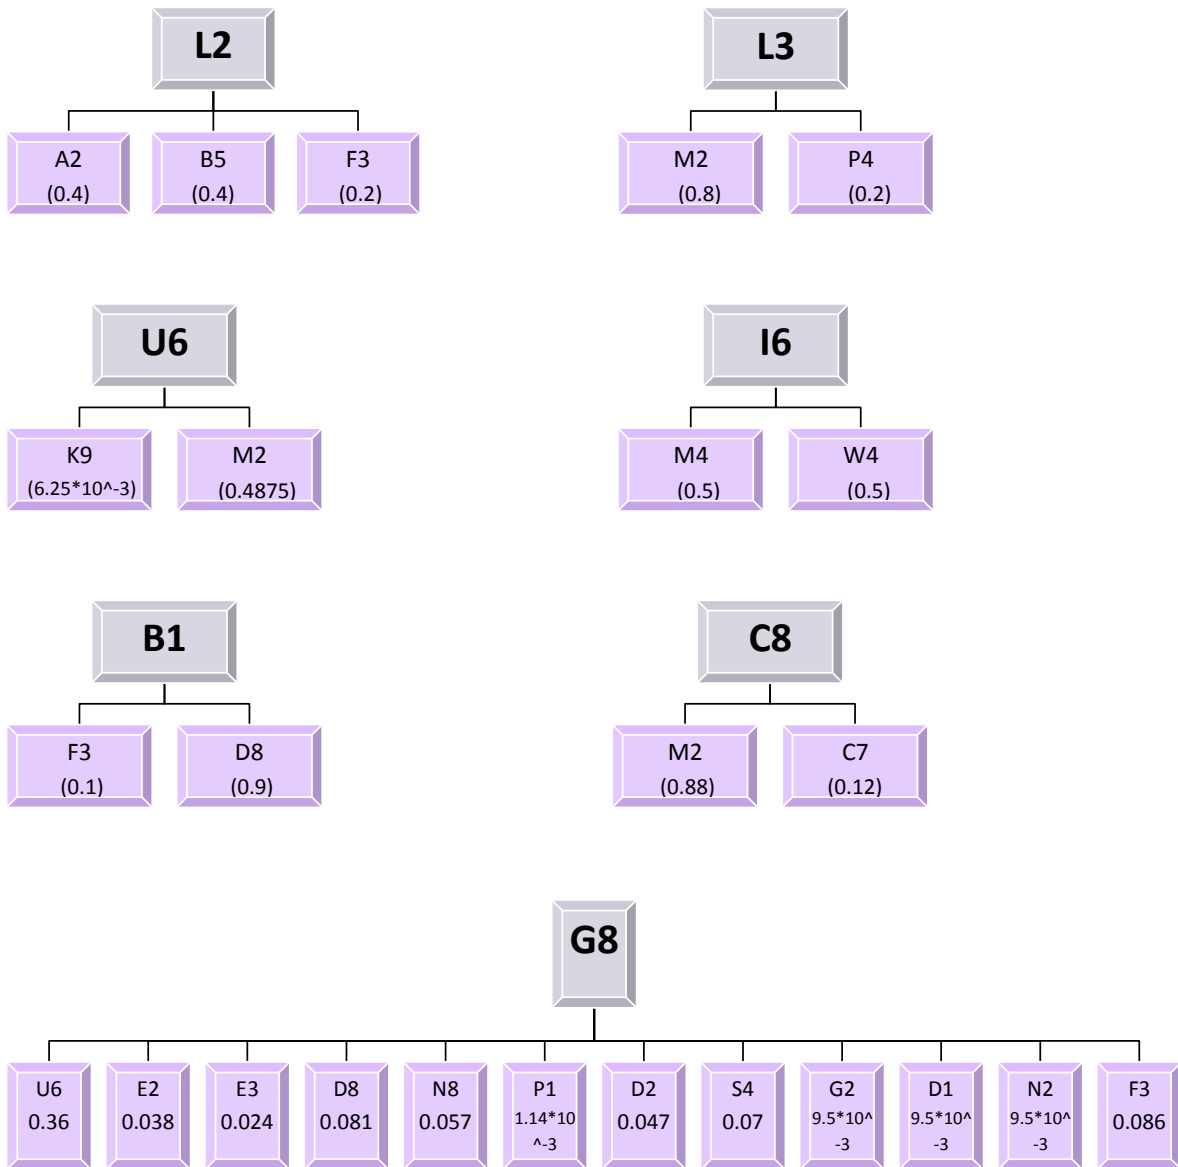 L2
L3
A2
(0.4)
B5
(0.4)
F3
(0.2)
M2
(0.8)
P4
(0.2)
U6
I6
K9
(6.25*10^-3)
M2
(0.4875)
M4
(0.5)
W4
(0.5)
B1
C8
F3
(0.1)
D8
(0.9)
M2
(0.88)
C7
(0.12)
G8
U6
0.36
E2
0.038
E3
0.024
D8
0.081
N8
0.057
P1
1.14*10
^-3
D2
0.047
S4
0.07
G2
9.5*10^
-3
D1
9.5*10^
-3
N2
9.5*10^
-3
F3
0.086